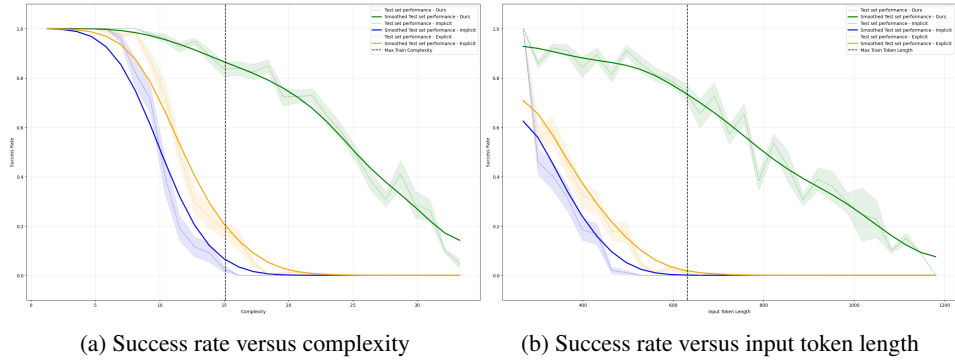 Test set performance - Ours
Smoothed Test set performance - Ours
Test set performance - Implicit
Smoothed Test set performance - Implicit
Test set performance - Explicit
Smoothed Test set performance - Explicit
Max Train Complexity
Success Rate
1.0
0.8
0.6
0.4
0.2
0.0
0 5 10 15 20 25 30
Complexity
(a) Success rate versus complexity
Test set performance - Ours
Smoothed Test set performance - Ours
Test set performance - Implicit
Smoothed Test set performance - Implicit
Test set performance - Explicit
Smoothed Test set performance - Explicit
Max Train Token Length
Success Rate
1.0
0.8
0.6
0.4
0.2
0.0
400 600 800 1000 1200
Input Token Length
(b) Success rate versus input token length